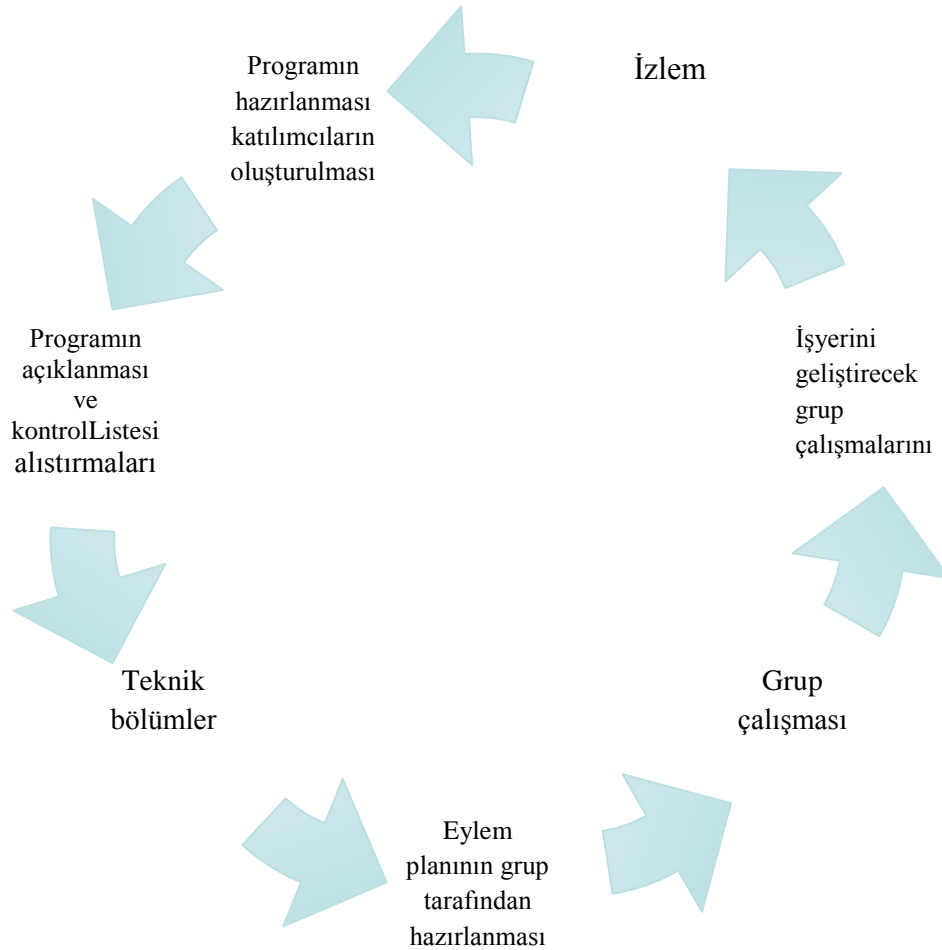 İzlem
Programın
hazırlanması
katılımcıların
oluşturulması
Programın
açıklanması
ve
kontrolListesi
alıstırmaları
Teknik
bölümler
Eylem
planının grup
tarafından
hazırlanması
Grup
çalışması
İşyerini
geliştirecek
grup
çalışmalarını